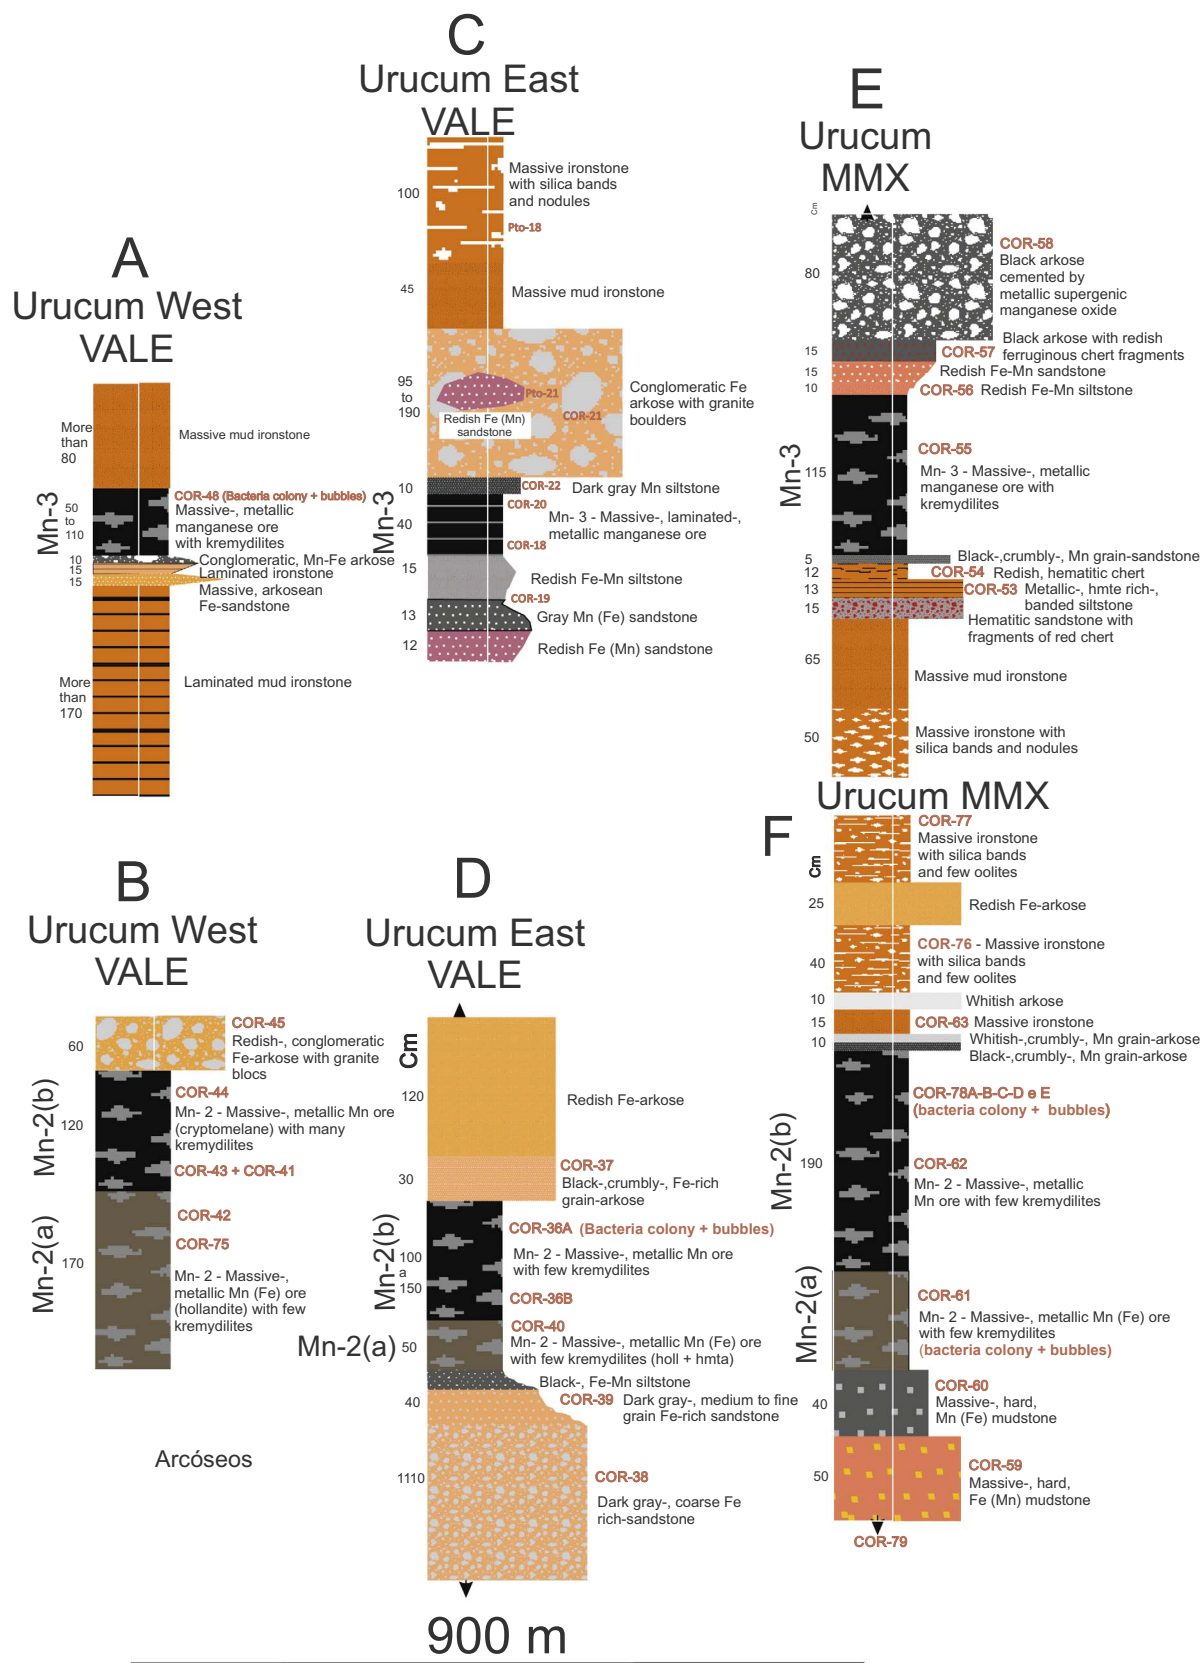 A
Urucum West
VALE
More
than
80
Massive mud ironstone
Mn-3
50
to
110
COR-48 (Bacteria colony + bubbles)
Massive-, metallic
manganese ore
with kremydilites
10
Conglomeratic, Mn-Fe arkose
15
Laminated ironstone
15
Massive, arkosean
Fe-sandstone
More
than
170
Laminated mud ironstone
B
Urucum West
VALE
60
COR-45
Redish-, conglomeratic
Fe-arkose with granite
blocs
Mn-2(b)
120
COR-44
Mn- 2 - Massive-, metallic Mn ore
(cryptomelane) with many
kremydilites
COR-43 + COR-41
Mn-2(a)
170
COR-42
COR-75
Mn- 2 - Massive-,
metallic Mn (Fe) ore
(hollandite) with few
kremydilites
Arcóseos
C
Urucum East
VALE
100
Massive ironstone
with silica bands
and nodules
Pto-18
45
Massive mud ironstone
95
to
190
Pto-21
COR-21
Redish Fe (Mn)
sandstone
Conglomeratic Fe
arkose with granite
boulders
Mn-3
10
COR-22
Dark gray Mn siltstone
40
COR-20
Mn- 3 - Massive-, laminated-,
metallic manganese ore
COR-18
15
Redish Fe-Mn siltstone
COR-19
13
Gray Mn (Fe) sandstone
12
Redish Fe (Mn) sandstone
D
Urucum East
VALE
Cm
120
Redish Fe-arkose
30
COR-37
Black-,crumbly-, Fe-rich
grain-arkose
Mn-2(b)
100
a
150
COR-36A (Bacteria colony + bubbles)
Mn- 2 - Massive-, metallic Mn ore
with few kremydilites
COR-36B
Mn-2(a)
50
COR-40
Mn- 2 - Massive-, metallic Mn (Fe) ore
with few kremydilites (holl + hmta)
Black-, Fe-Mn siltstone
40
COR-39 Dark gray-, medium to fine
grain Fe-rich sandstone
1110
COR-38
Dark gray-, coarse Fe
rich-sandstone
900 m
E
Urucum
MMX
Cm
80
COR-58
Black arkose
cemented by
metallic supergenic
manganese oxide
15
COR-57
Black arkose with redish
ferruginous chert fragments
15
Redish Fe-Mn sandstone
10
COR-56 Redish Fe-Mn siltstone
Mn-3
115
COR-55
Mn- 3 - Massive-, metallic
manganese ore with
kremydilites
5
Black-,crumbly-, Mn grain-sandstone
12
COR-54 Redish, hematitic chert
13
COR-53 Metallic-, hmte rich-,
banded siltstone
15
Hematitic sandstone with
fragments of red chert
65
Massive mud ironstone
50
Massive ironstone with
silica bands and nodules
Urucum MMX
F
Cm
COR-77
Massive ironstone
with silica bands
and few oolites
25
Redish Fe-arkose
40
COR-76 - Massive ironstone
with silica bands
and few oolites
10
Whitish arkose
15
COR-63 Massive ironstone
10
Whitish-,crumbly-, Mn grain-arkose
Black-,crumbly-, Mn grain-arkose
Mn-2(b)
190
COR-78A-B-C-D e E
(bacteria colony + bubbles)
COR-62
Mn- 2 - Massive-, metallic
Mn ore with few kremydilites
Mn-2(a)
COR-61
Mn- 2 - Massive-, metallic Mn (Fe) ore
with few kremydilites
(bacteria colony + bubbles)
40
COR-60
Massive-, hard,
Mn (Fe) mudstone
50
COR-59
Massive-, hard,
Fe (Mn) mudstone
COR-79